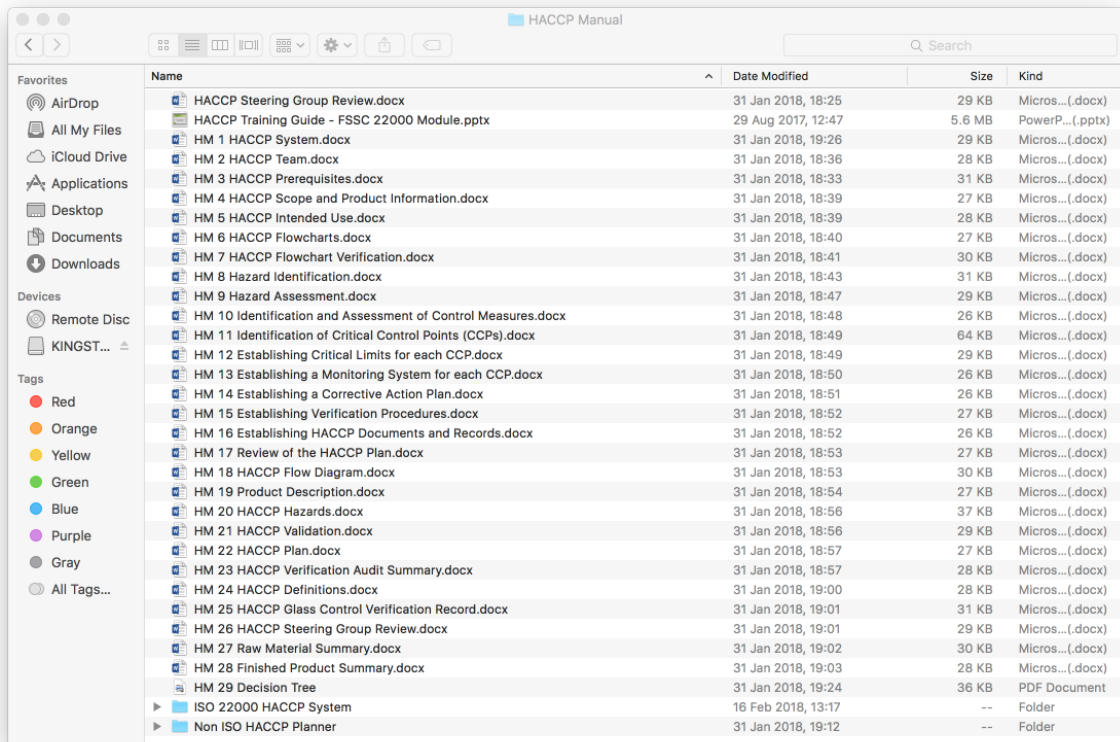 HACCP Manual
Search
Favorites
AirDrop
All My Files
iCloud Drive
Applications
Desktop
Documents
Downloads
Devices
Remote Disc
KINGST...
Tags
Red
Orange
Yellow
Green
Blue
Purple
Gray
All Tags...
Name Date Modified Size Kind
HACCP Steering Group Review.docx 31 Jan 2018, 18:25 29 KB Micros...(.docx)
HACCP Training Guide - FSSC 22000 Module.pptx 29 Aug 2017, 12:47 5.6 MB PowerP...(.pptx)
HM 1 HACCP System.docx 31 Jan 2018, 19:26 29 KB Micros...(.docx)
HM 2 HACCP Team.docx 31 Jan 2018, 18:36 28 KB Micros...(.docx)
HM 3 HACCP Prerequisites.docx 31 Jan 2018, 18:33 31 KB Micros...(.docx)
HM 4 HACCP Scope and Product Information.docx 31 Jan 2018, 18:39 27 KB Micros...(.docx)
HM 5 HACCP Intended Use.docx 31 Jan 2018, 18:39 28 KB Micros...(.docx)
HM 6 HACCP Flowcharts.docx 31 Jan 2018, 18:40 27 KB Micros...(.docx)
HM 7 HACCP Flowchart Verification.docx 31 Jan 2018, 18:41 30 KB Micros...(.docx)
HM 8 Hazard Identification.docx 31 Jan 2018, 18:43 31 KB Micros...(.docx)
HM 9 Hazard Assessment.docx 31 Jan 2018, 18:47 29 KB Micros...(.docx)
HM 10 Identification and Assessment of Control Measures.docx 31 Jan 2018, 18:48 26 KB Micros...(.docx)
HM 11 Identification of Critical Control Points (CCPs).docx 31 Jan 2018, 18:49 64 KB Micros...(.docx)
HM 12 Establishing Critical Limits for each CCP.docx 31 Jan 2018, 18:49 29 KB Micros...(.docx)
HM 13 Establishing a Monitoring System for each CCP.docx 31 Jan 2018, 18:50 26 KB Micros...(.docx)
HM 14 Establishing a Corrective Action Plan.docx 31 Jan 2018, 18:51 26 KB Micros...(.docx)
HM 15 Establishing Verification Procedures.docx 31 Jan 2018, 18:52 27 KB Micros...(.docx)
HM 16 Establishing HACCP Documents and Records.docx 31 Jan 2018, 18:52 26 KB Micros...(.docx)
HM 17 Review of the HACCP Plan.docx 31 Jan 2018, 18:53 27 KB Micros...(.docx)
HM 18 HACCP Flow Diagram.docx 31 Jan 2018, 18:53 30 KB Micros...(.docx)
HM 19 Product Description.docx 31 Jan 2018, 18:54 27 KB Micros...(.docx)
HM 20 HACCP Hazards.docx 31 Jan 2018, 18:56 37 KB Micros...(.docx)
HM 21 HACCP Validation.docx 31 Jan 2018, 18:56 29 KB Micros...(.docx)
HM 22 HACCP Plan.docx 31 Jan 2018, 18:57 27 KB Micros...(.docx)
HM 23 HACCP Verification Audit Summary.docx 31 Jan 2018, 18:57 28 KB Micros...(.docx)
HM 24 HACCP Definitions.docx 31 Jan 2018, 19:00 28 KB Micros...(.docx)
HM 25 HACCP Glass Control Verification Record.docx 31 Jan 2018, 19:01 31 KB Micros...(.docx)
HM 26 HACCP Steering Group Review.docx 31 Jan 2018, 19:01 29 KB Micros...(.docx)
HM 27 Raw Material Summary.docx 31 Jan 2018, 19:02 30 KB Micros...(.docx)
HM 28 Finished Product Summary.docx 31 Jan 2018, 19:03 28 KB Micros...(.docx)
HM 29 Decision Tree 31 Jan 2018, 19:24 36 KB PDF Document
ISO 22000 HACCP System 16 Feb 2018, 13:17 -- Folder
Non ISO HACCP Planner 31 Jan 2018, 19:12 -- Folder